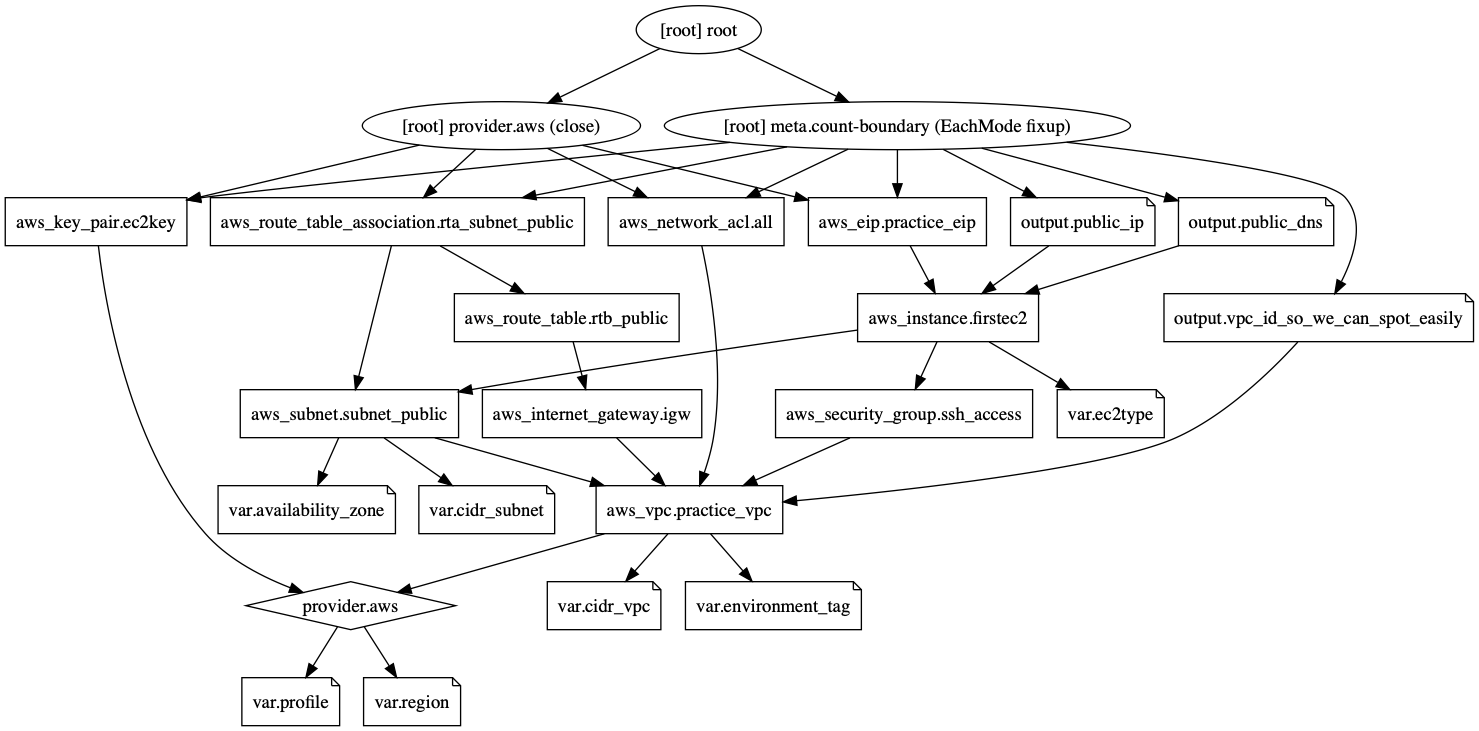 [root] root
[root] provider.aws (close)
[root] meta.count-boundary (EachMode fixup)
aws_key_pair.ec2key
aws_route_table_association.rta_subnet_public
aws_network_acl.all
aws_eip.practice_eip
output.public_ip
output.public_dns
aws_route_table.rtb_public
aws_instance.firstec2
output.vpc_id_so_we_can_spot_easily
aws_subnet.subnet_public
aws_internet_gateway.igw
aws_security_group.ssh_access
var.ec2type
var.availability_zone
var.cidr_subnet
aws_vpc.practice_vpc
provider.aws
var.cidr_vpc
var.environment_tag
var.profile
var.region